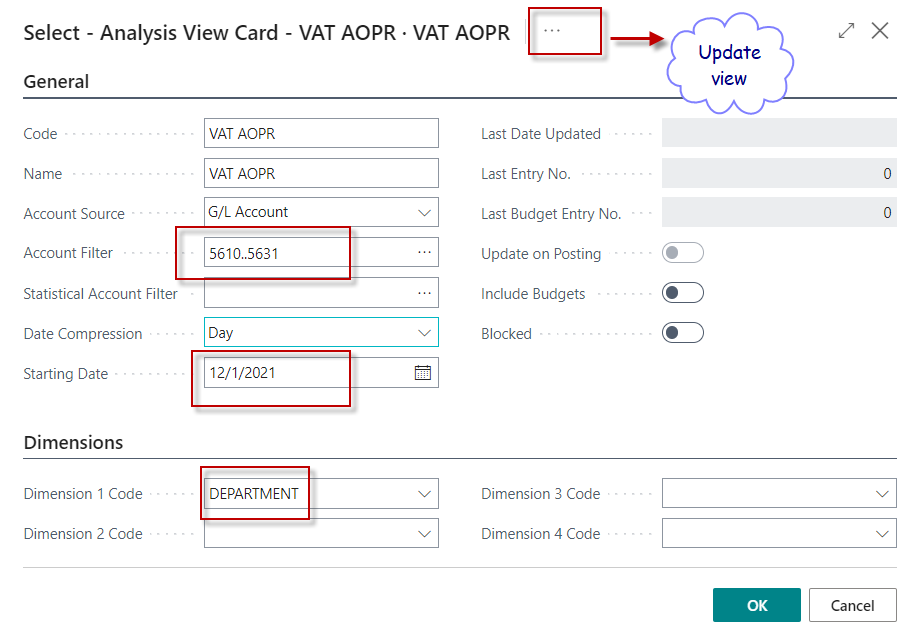 Select - Analysis View Card - VAT AOPR · VAT AOPR
...
Update
view
General
Code
VAT AOPR
Last Date Updated
Name
VAT AOPR
Last Entry No.
0
Account Source
G/L Account
Last Budget Entry No.
0
Account Filter
5610..5631
...
Update on Posting
Statistical Account Filter
...
Include Budgets
Date Compression
Day
Blocked
Starting Date
12/1/2021
Dimensions
Dimension 1 Code
DEPARTMENT
Dimension 3 Code
Dimension 2 Code
Dimension 4 Code
OK
Cancel